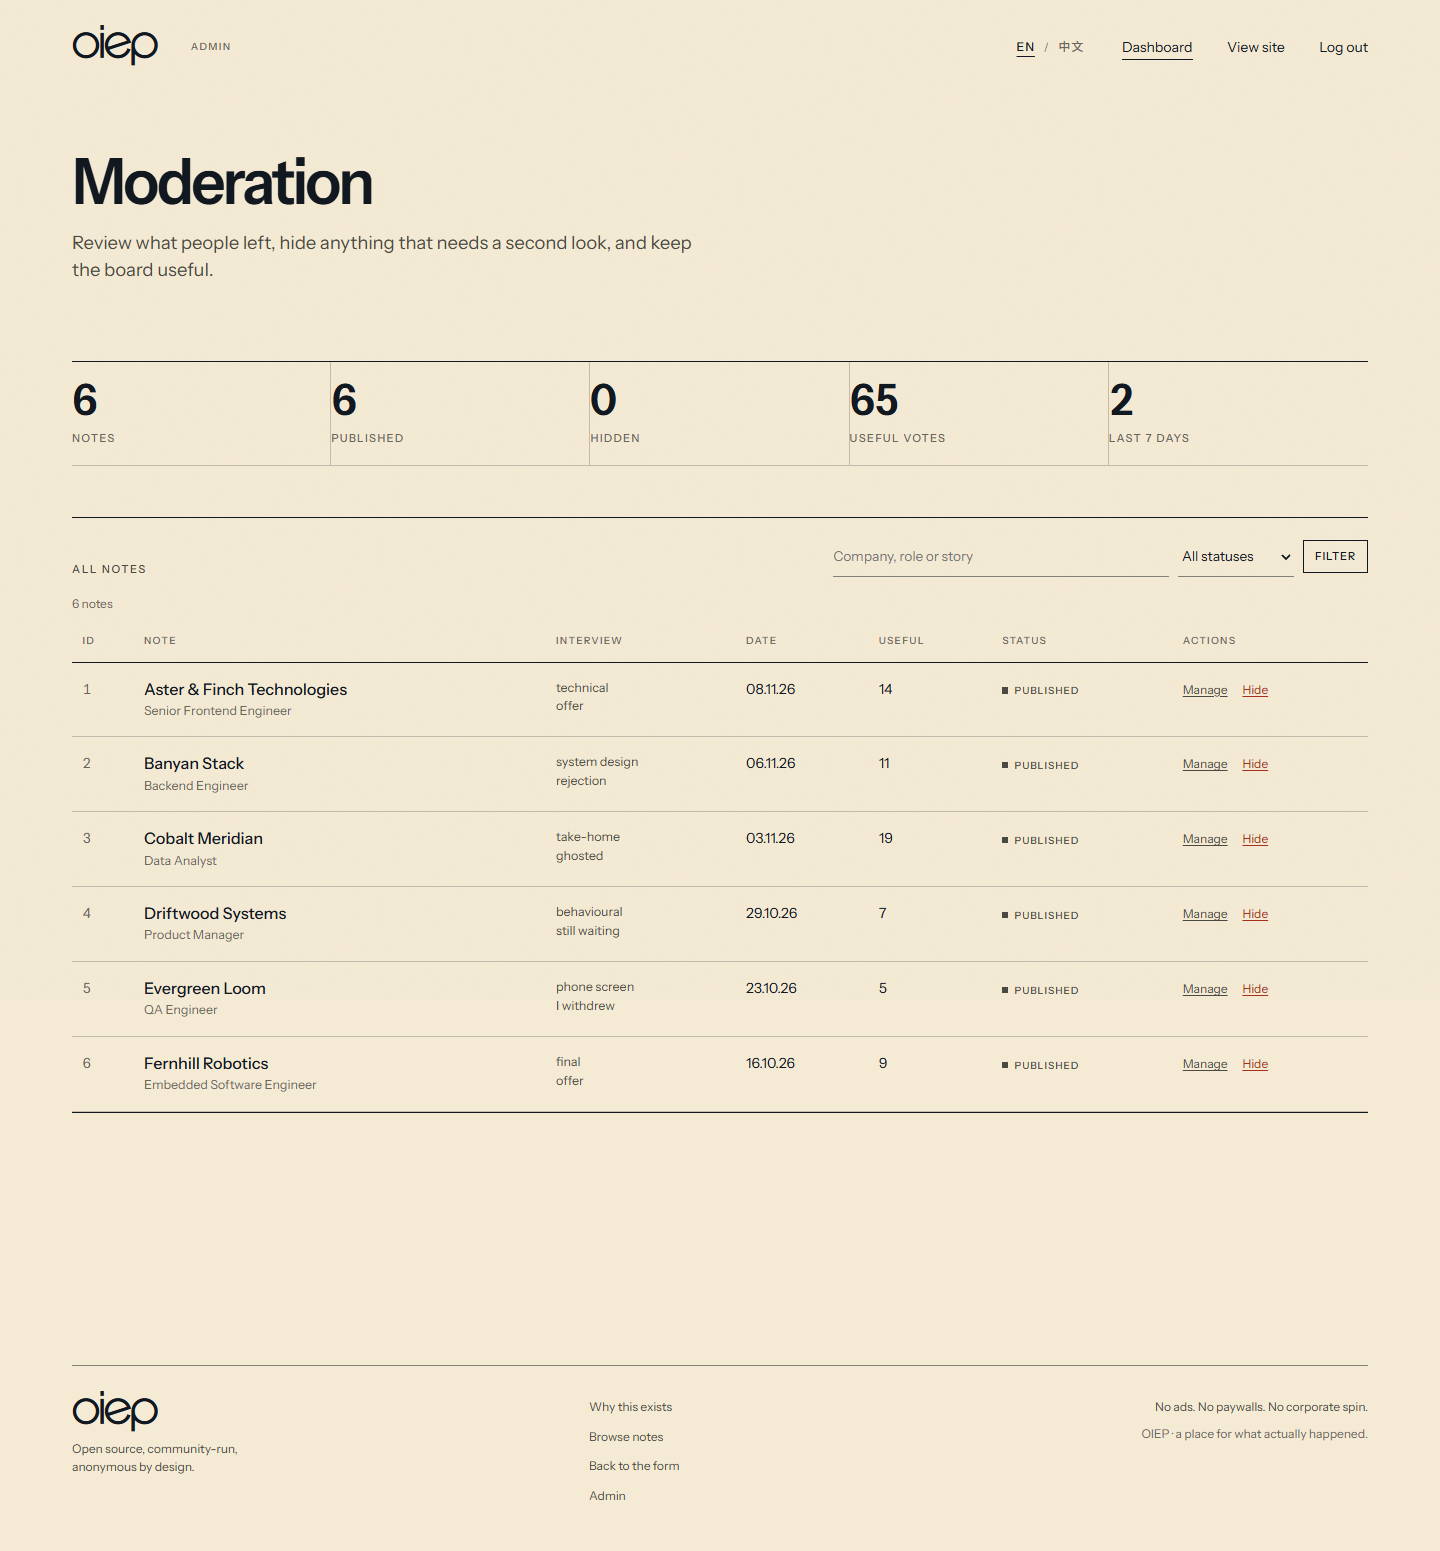 oiep
ADMIN
EN / 中文
Dashboard
View site
Log out
Moderation
Review what people left, hide anything that needs a second look, and keep
the board useful.
6
NOTES
6
PUBLISHED
0
HIDDEN
65
USEFUL VOTES
2
LAST 7 DAYS
ALL NOTES
Company, role or story
All statuses
FILTER
6 notes
ID NOTE INTERVIEW DATE USEFUL STATUS ACTIONS
1 Aster & Finch Technologies technical 08.11.26 14 PUBLISHED Manage Hide
Senior Frontend Engineer offer
2 Banyan Stack system design 06.11.26 11 PUBLISHED Manage Hide
Backend Engineer rejection
3 Cobalt Meridian take-home 03.11.26 19 PUBLISHED Manage Hide
Data Analyst ghosted
4 Driftwood Systems behavioural 29.10.26 7 PUBLISHED Manage Hide
Product Manager still waiting
5 Evergreen Loom phone screen 23.10.26 5 PUBLISHED Manage Hide
QA Engineer I withdrew
6 Fernhill Robotics final 16.10.26 9 PUBLISHED Manage Hide
Embedded Software Engineer offer
oiep
Open source, community-run,
anonymous by design.
Why this exists
Browse notes
Back to the form
Admin
No ads. No paywalls. No corporate spin.
OIEP · a place for what actually happened.